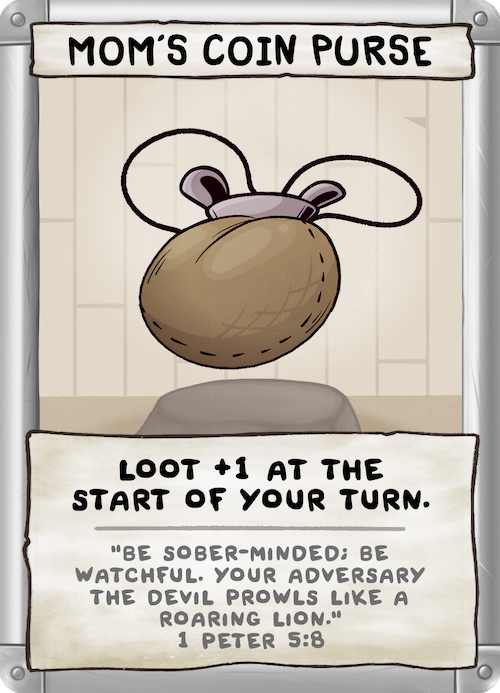 MOM'S COIN PURSE
LOOT +1 AT THE
START OF YOUR TURN.
"BE SOBER-MINDED; BE
WATCHFUL. YOUR ADVERSARY
THE DEVIL PROWLS LIKE A
ROARING LION."
1 PETER 5:8